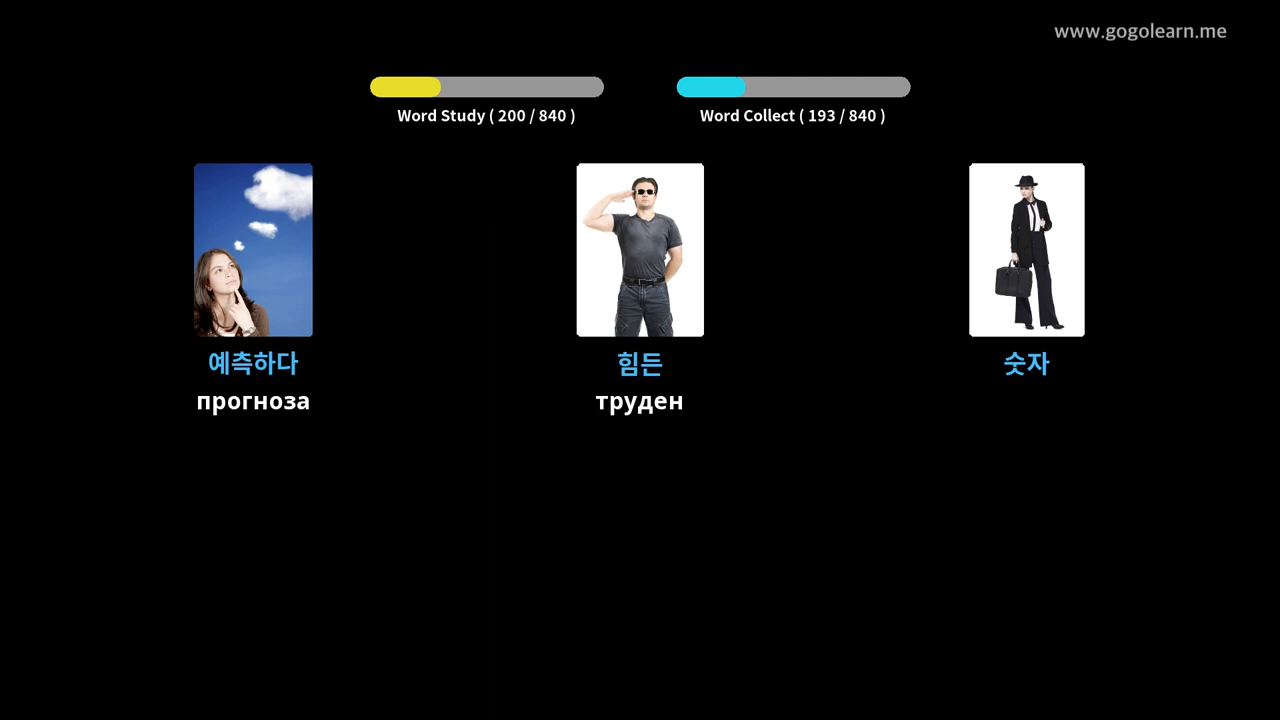 www.gogolearn.me
Word Study ( 200 / 840 )
Word Collect ( 193 / 840 )
예측하다
힘든
숫자
прогноза
труден